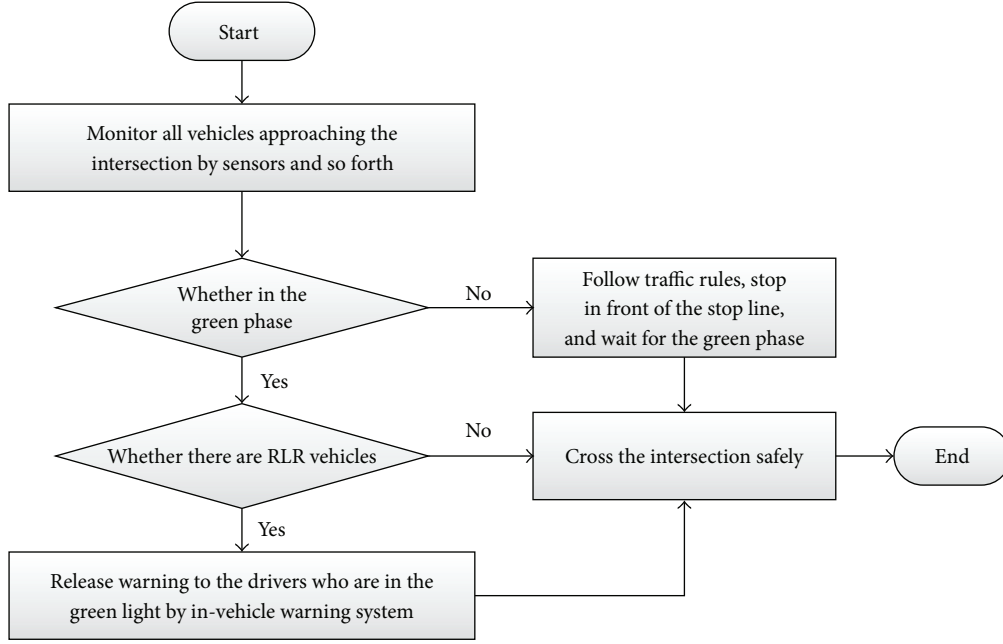 Start
Monitor all vehicles approaching the
intersection by sensors and so forth
Whether in the
green phase
No
Follow traffic rules, stop
in front of the stop line,
and wait for the green phase
Yes
Whether there are RLR vehicles
No
Cross the intersection safely
End
Yes
Release warning to the drivers who are in the
green light by in-vehicle warning system